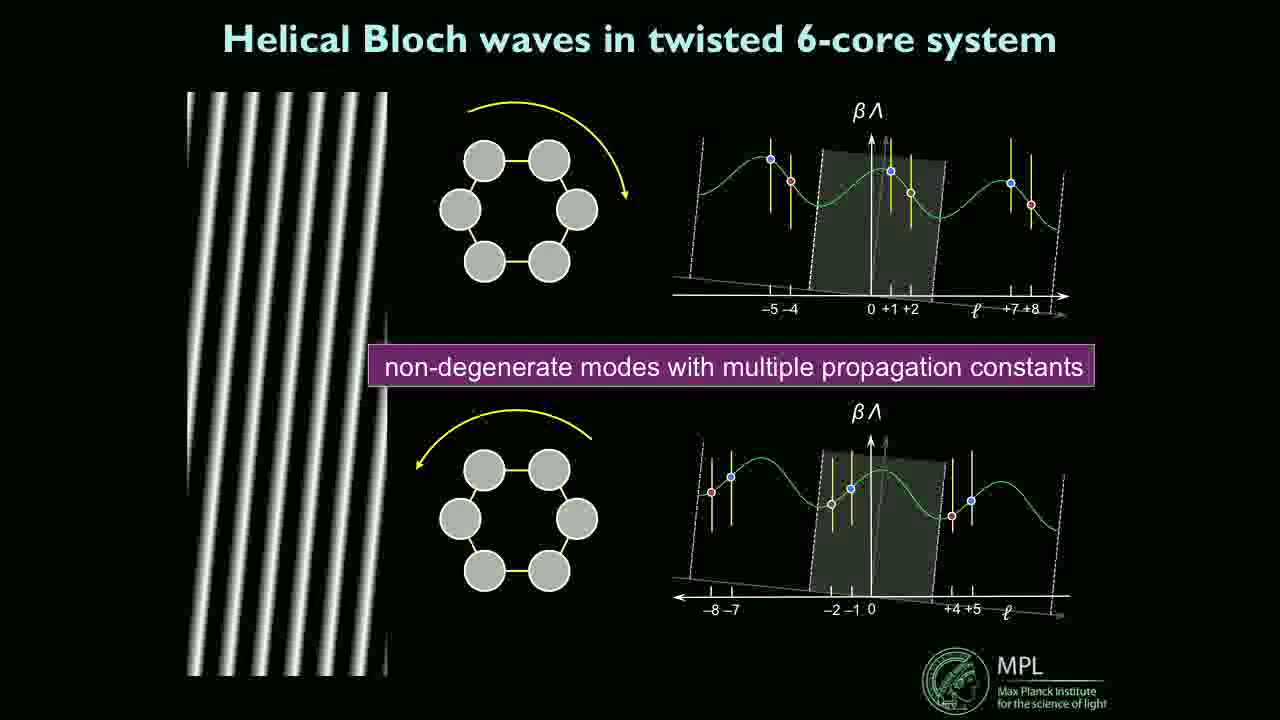 Helical Bloch waves in twisted 6-core system
β Λ
–5 –4 0 +1 +2 ℓ +7 +8
non-degenerate modes with multiple propagation constants
β Λ
–8 –7 –2 –1 0 +4 +5 ℓ
MPL
Max Planck Institute
for the science of light